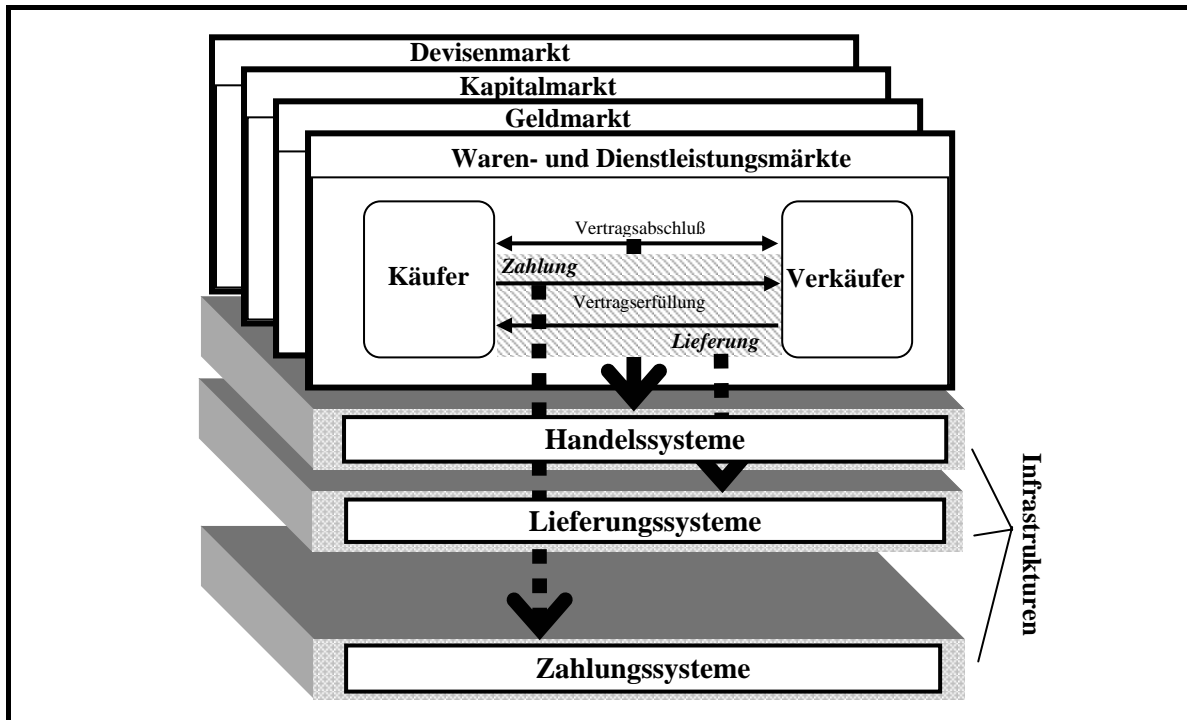 Devisenmarkt
Kapitalmarkt
Geldmarkt
Waren- und Dienstleistungsmärkte
Vertragsabschluß
Zahlung
Käufer
Verkäufer
Vertragserfüllung
Lieferung
Handelssysteme
Lieferungssysteme
Zahlungssysteme
Infrastrukturen